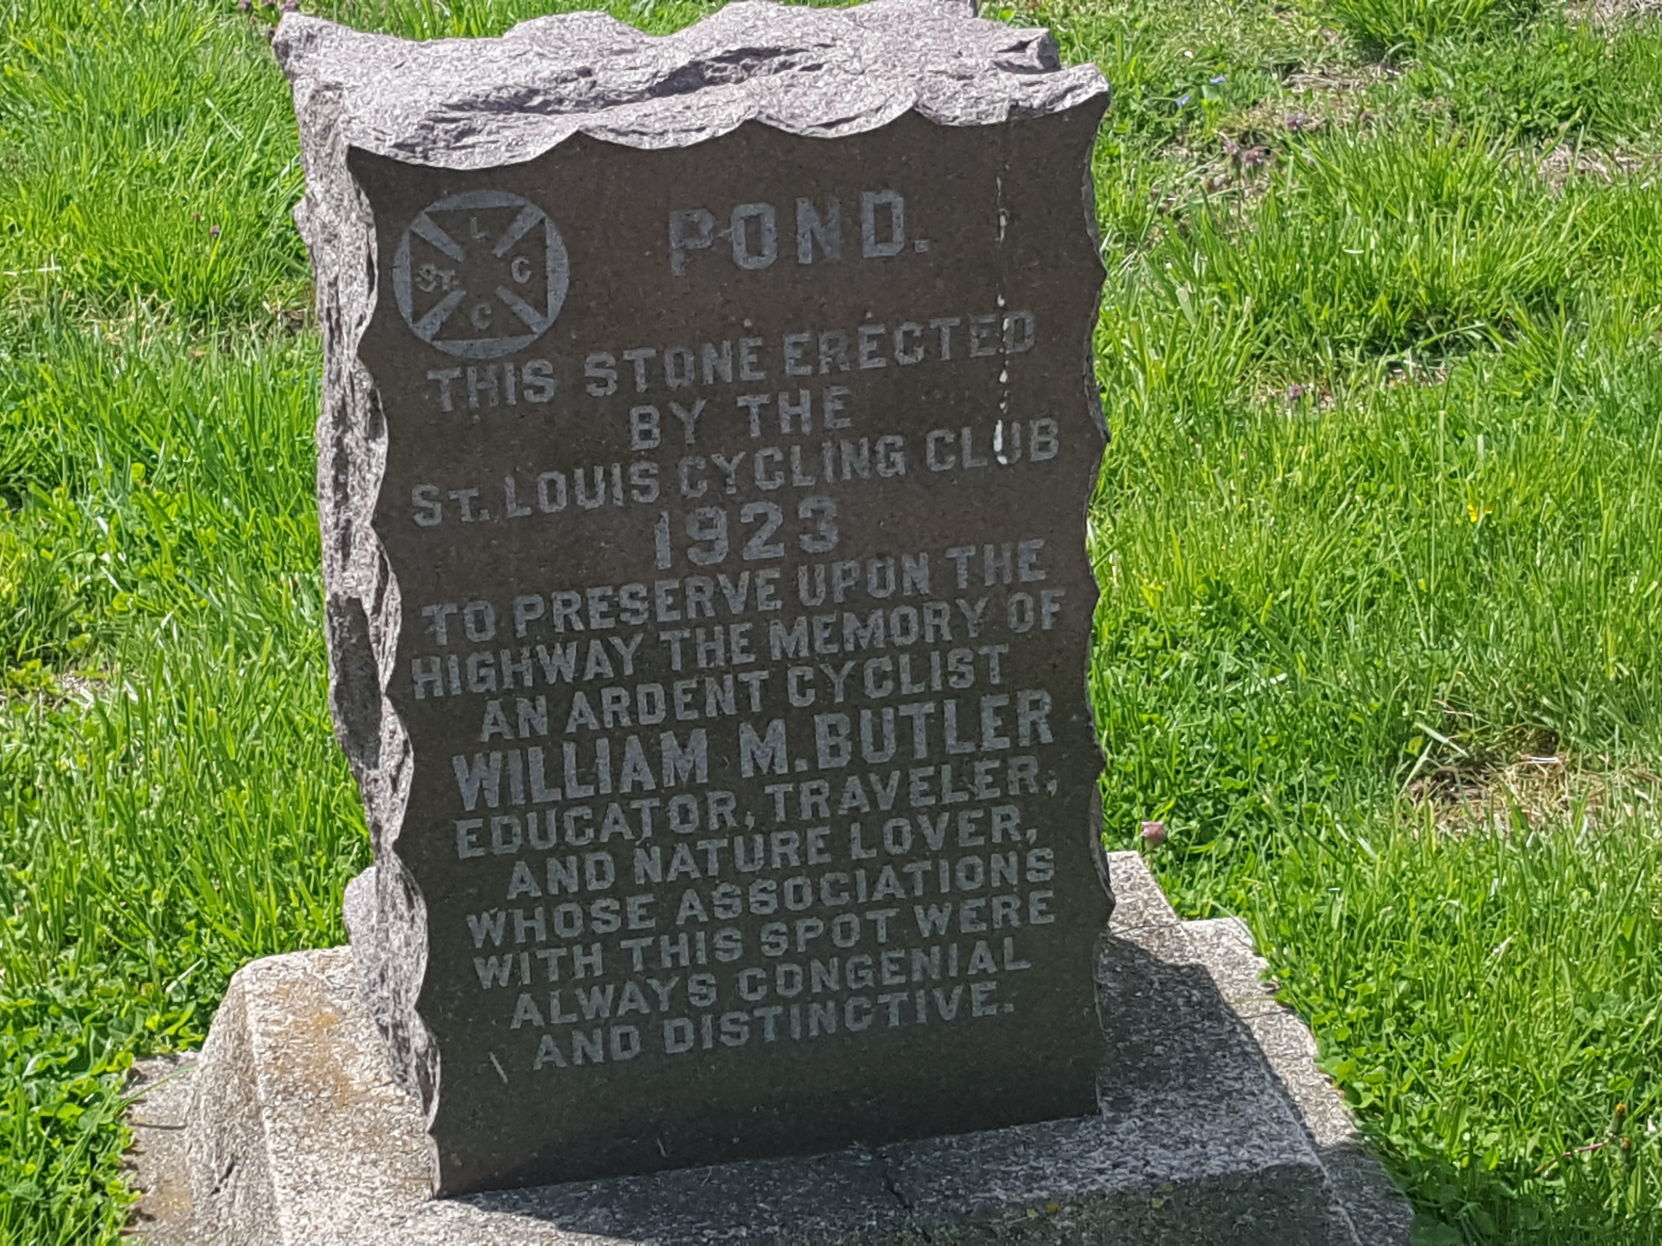 L
ST. C
C
POND.
THIS STONE ERECTED
BY THE
ST. LOUIS CYCLING CLUB
1923
TO PRESERVE UPON THE
HIGHWAY THE MEMORY OF
AN ARDENT CYCLIST
WILLIAM M. BUTLER
EDUCATOR, TRAVELER,
AND NATURE LOVER,
WHOSE ASSOCIATIONS
WITH THIS SPOT WERE
ALWAYS CONGENIAL
AND DISTINCTIVE.